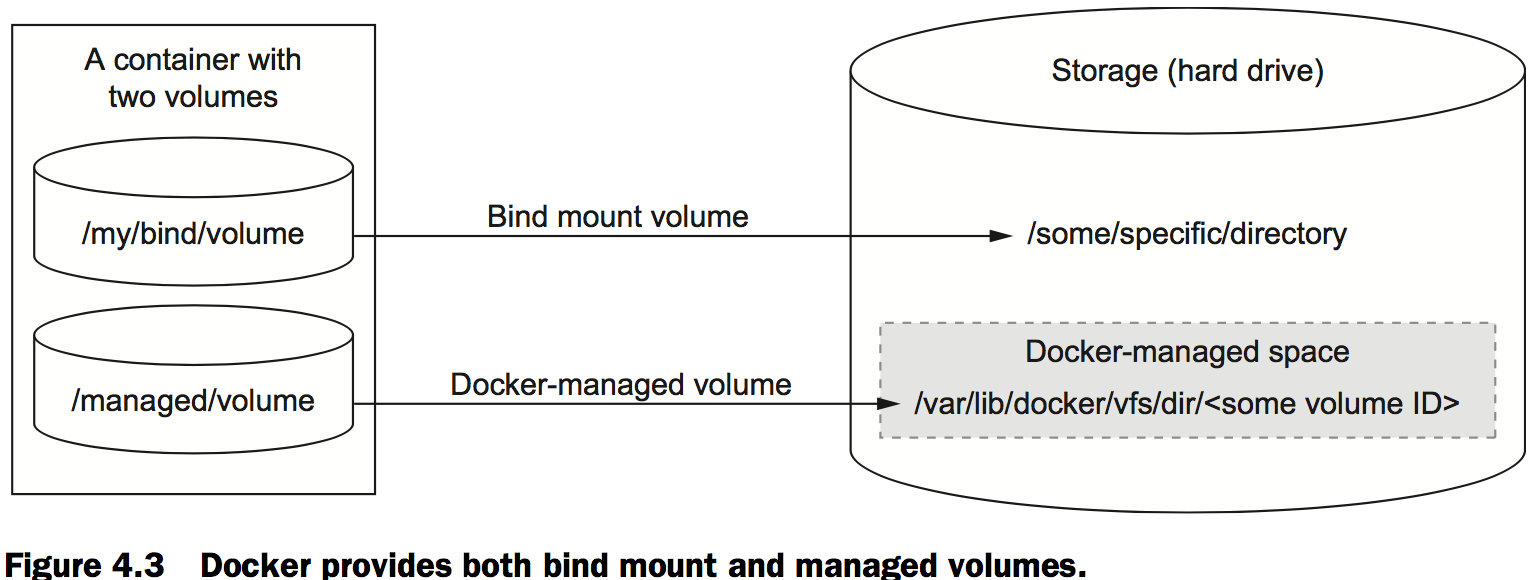 A container with
two volumes
/my/bind/volume
/managed/volume
Bind mount volume
Docker-managed volume
Storage (hard drive)
/some/specific/directory
Docker-managed space
/var/lib/docker/vfs/dir/<some volume ID>
Figure 4.3 Docker provides both bind mount and managed volumes.